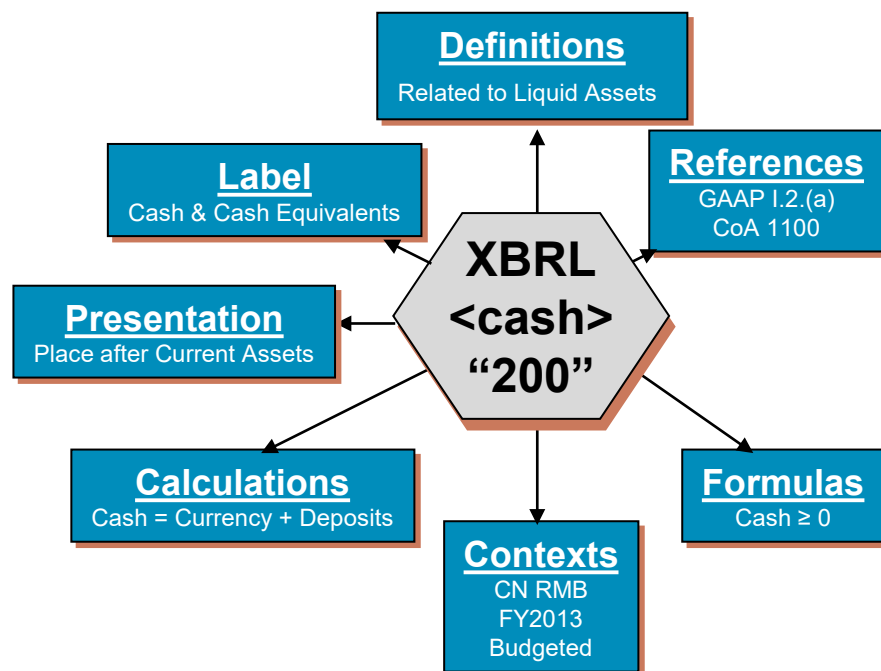 Definitions
Related to Liquid Assets
References
GAAP I.2.(a)
CoA 1100
Label
Cash & Cash Equivalents
XBRL
<cash>
“200”
Presentation
Place after Current Assets
Calculations
Cash = Currency + Deposits
Formulas
Cash ≥ 0
Contexts
CN RMB
FY2013
Budgeted